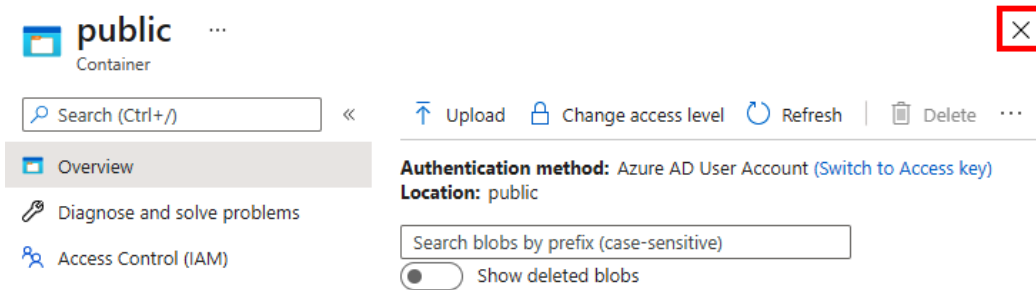 public ...
Container
Search (Ctrl+/)
«
Upload Change access level Refresh Delete ...
Overview
Diagnose and solve problems
Access Control (IAM)
Authentication method: Azure AD User Account (Switch to Access key)
Location: public
Search blobs by prefix (case-sensitive)
Show deleted blobs